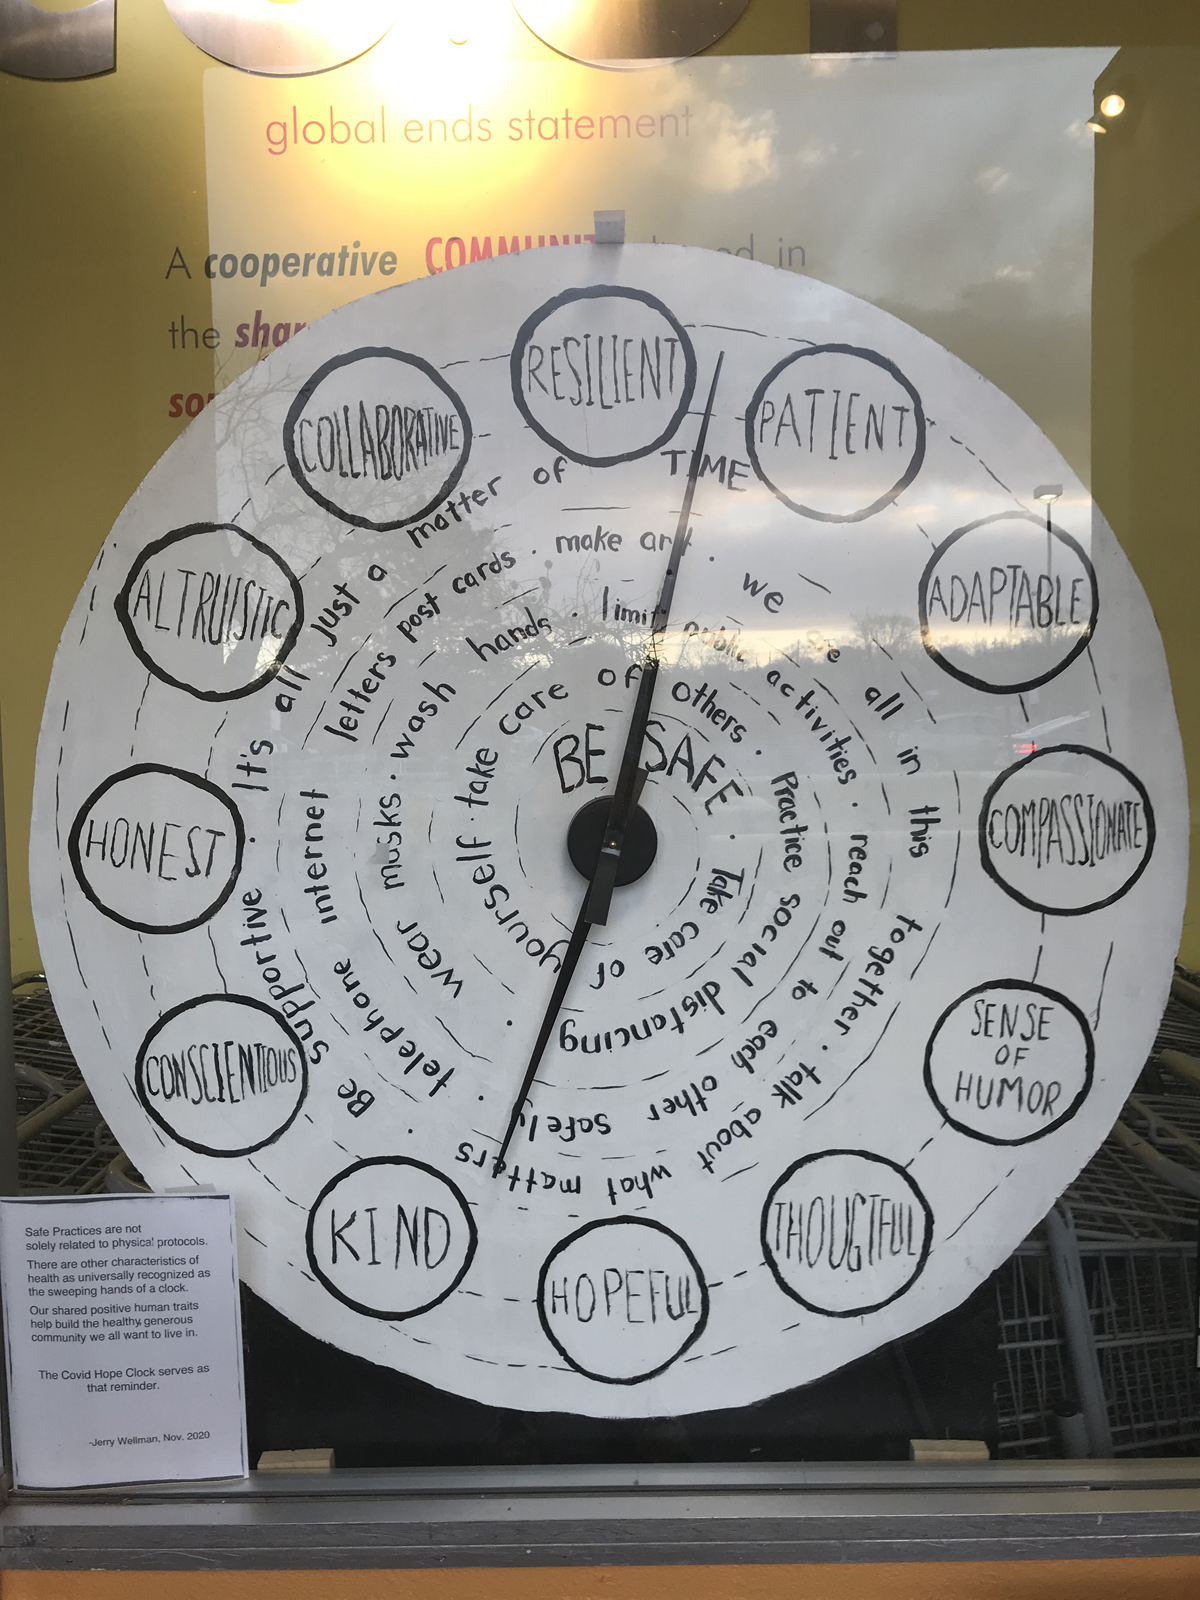 global ends statement
A cooperative
the
RESILIENT
PATIENT
ADAPTABLE
COMPASSIONATE
SENSE
OF
HUMOR
THOUGTFUL
HOPEFUL
KIND
CONSCIENTIOUS
HONEST
ALTRUISTIC
COLLABORATIVE
BE SAFE · Take care of yourself · take care of others · Practice social distancing · wear masks · wash hands · limit public activities · reach out to each other safely · telephone internet letters post cards · make art · we are all in this together · talk about what matters · Be supportive · It's all just a matter of TIME
Safe Practices are not
solely related to physical protocols.
There are other characteristics of
health as universally recognized as
the sweeping hands of a clock.
Our shared positive human traits
help build the healthy, generous
community we all want to live in.
The Covid Hope Clock serves as
that reminder.
-Jerry Wellman, Nov. 2020